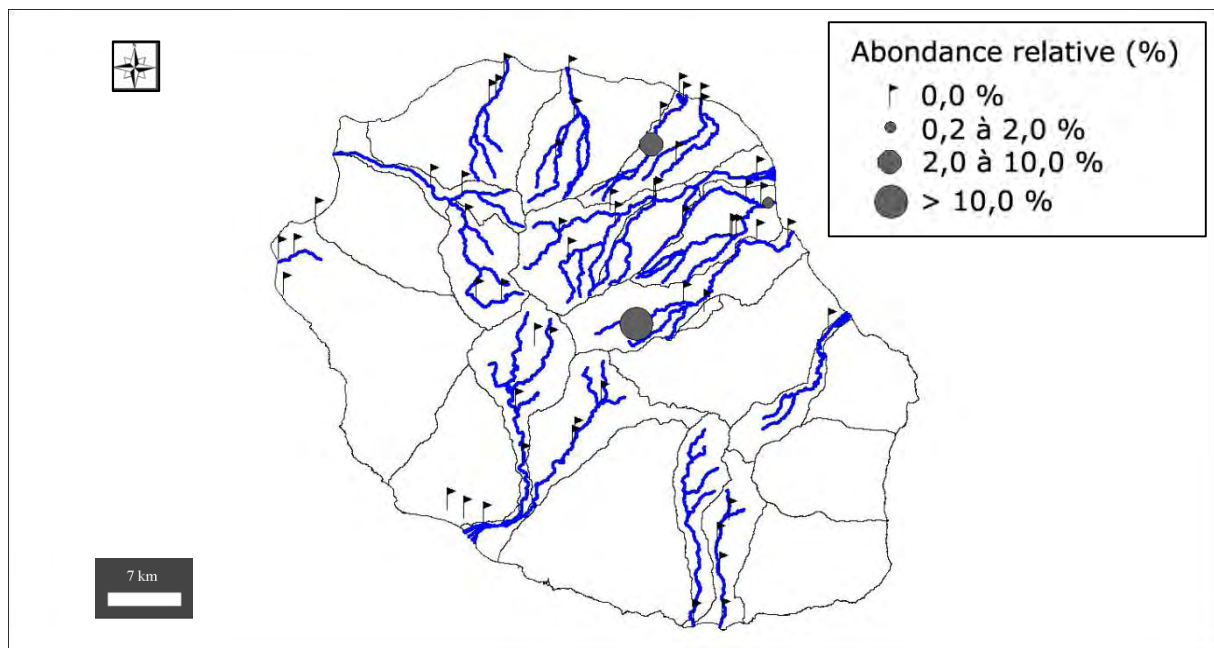 Abondance relative (%)
0,0 %
0,2 à 2,0 %
2,0 à 10,0 %
> 10,0 %
7 km